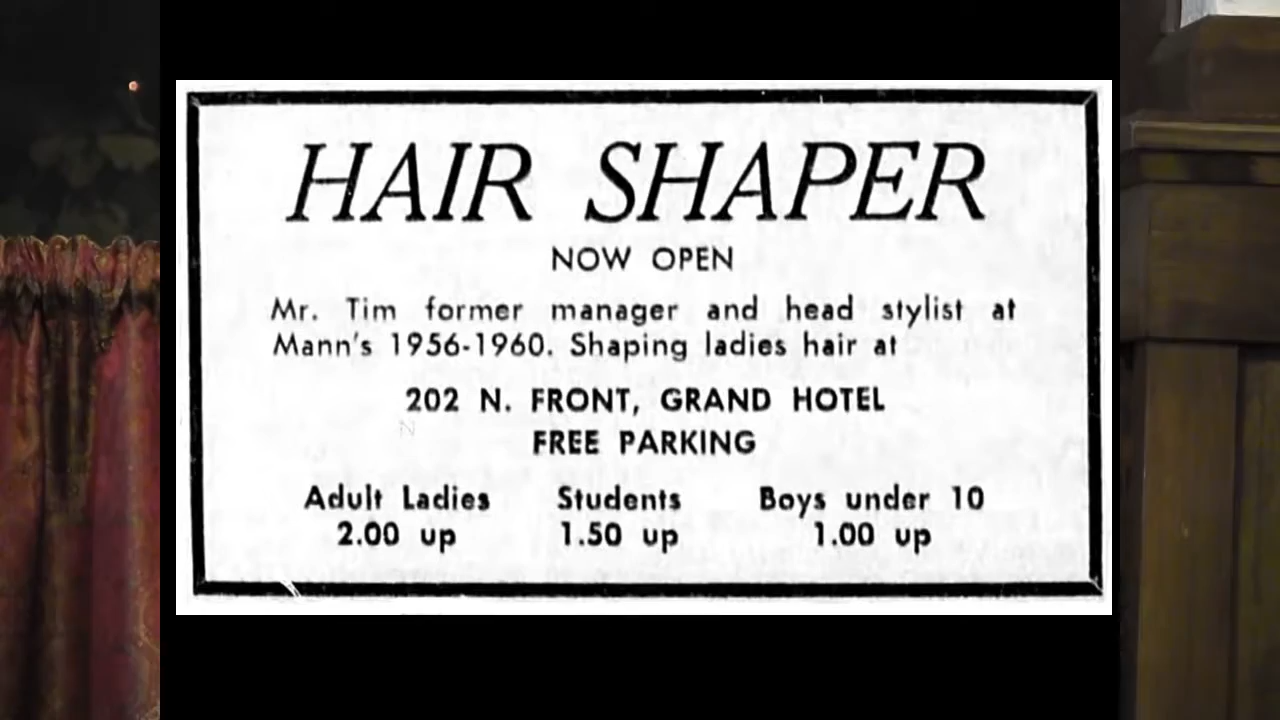 HAIR SHAPER
NOW OPEN
Mr. Tim former manager and head stylist at
Mann's 1956-1960. Shaping ladies hair at
202 N. FRONT, GRAND HOTEL
FREE PARKING
Adult Ladies Students Boys under 10
2.00 up 1.50 up 1.00 up